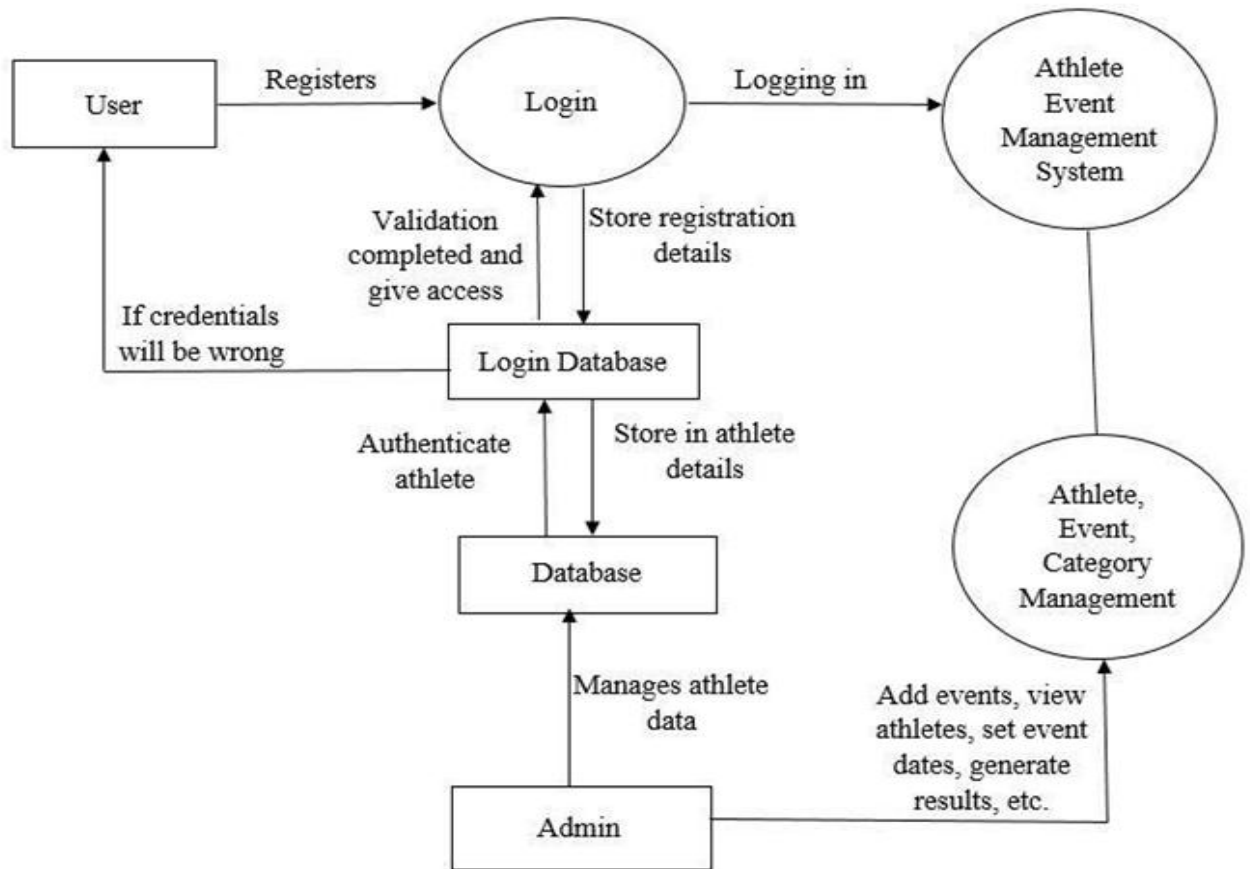 User
Registers
Login
Logging in
Athlete
Event
Management
System
Validation
completed and
give access
Store registration
details
If credentials
will be wrong
Login Database
Authenticate
athlete
Store in athlete
details
Database
Athlete,
Event,
Category
Management
Manages athlete
data
Add events, view
athletes, set event
dates, generate
results, etc.
Admin